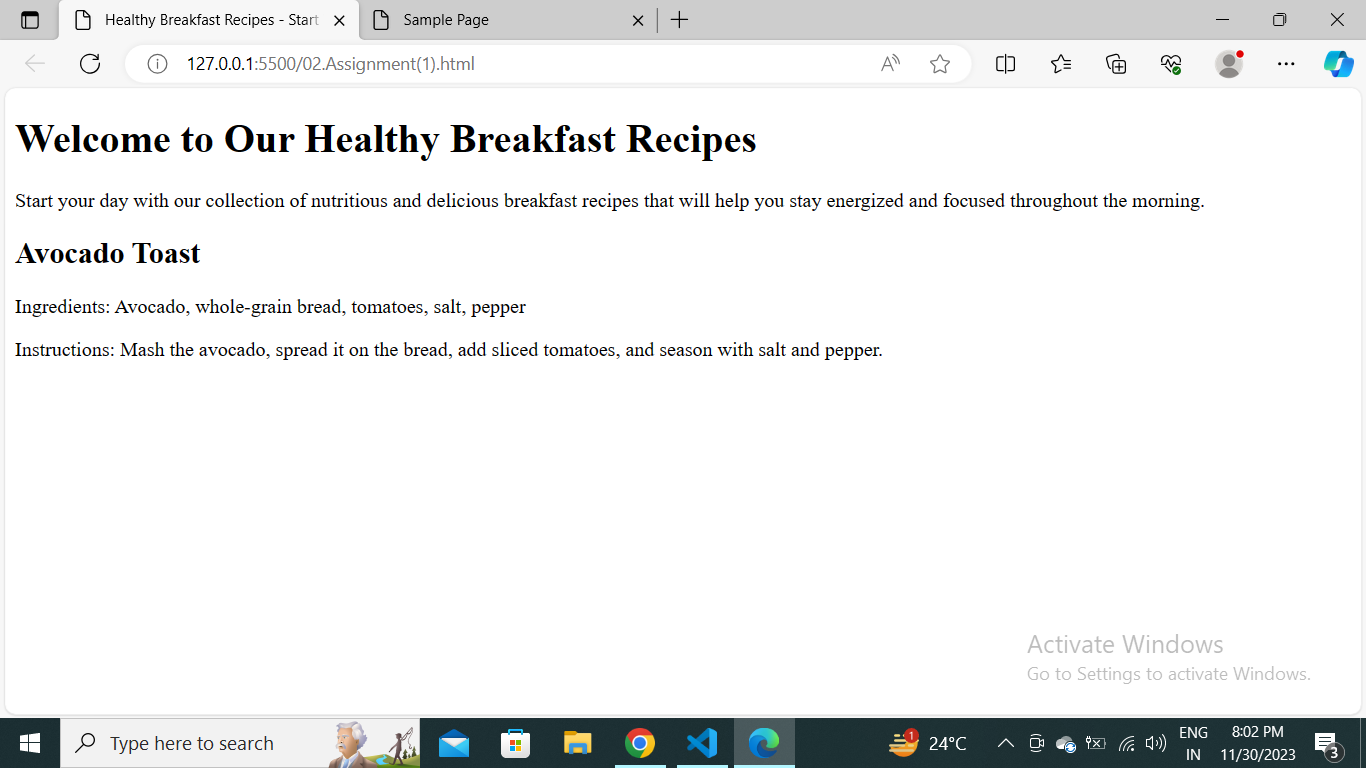 Healthy Breakfast Recipes - Start
Sample Page
127.0.0.1:5500/02.Assignment(1).html
Welcome to Our Healthy Breakfast Recipes
Start your day with our collection of nutritious and delicious breakfast recipes that will help you stay energized and focused throughout the morning.
Avocado Toast
Ingredients: Avocado, whole-grain bread, tomatoes, salt, pepper
Instructions: Mash the avocado, spread it on the bread, add sliced tomatoes, and season with salt and pepper.
Activate Windows
Go to Settings to activate Windows.
Type here to search
1
24°C
ENG
IN
8:02 PM
11/30/2023
3